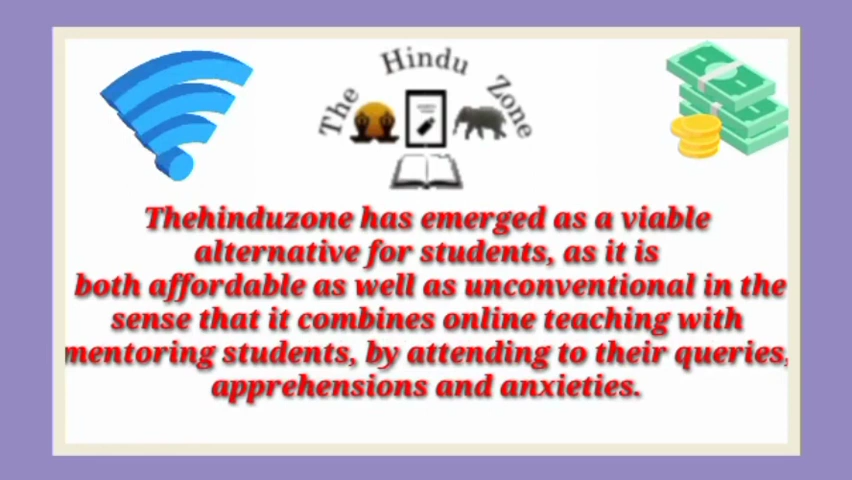 The Hindu Zone
Thehinduzone has emerged as a viable
alternative for students, as it is
both affordable as well as unconventional in the
sense that it combines online teaching with
mentoring students, by attending to their queries,
apprehensions and anxieties.